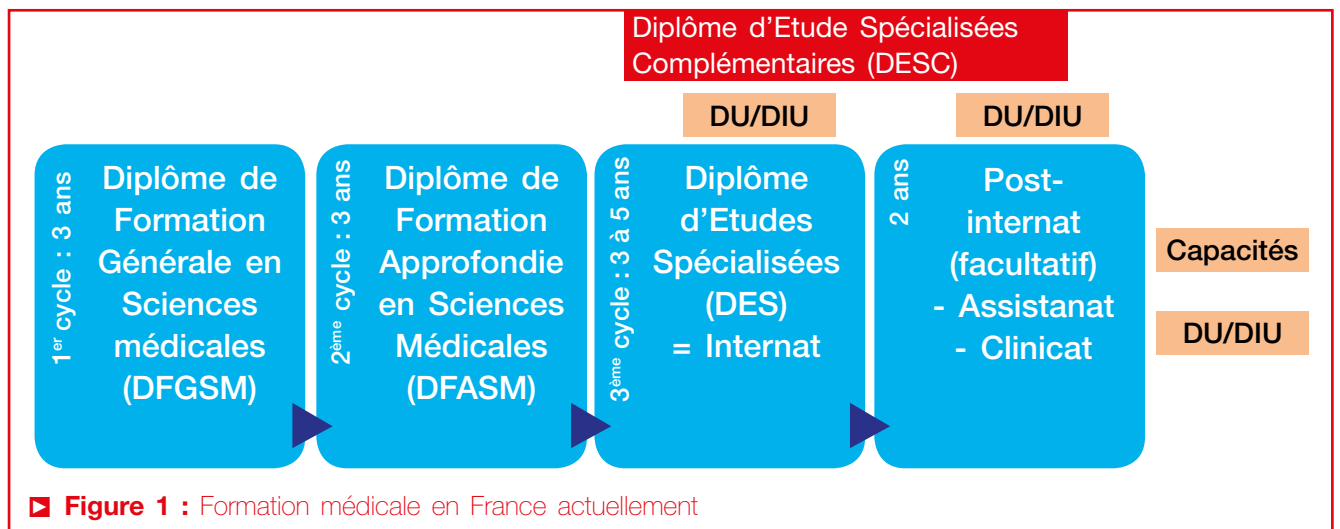 Diplôme d'Etude Spécialisées
Complémentaires (DESC)
DU/DIU
DU/DIU
1er cycle : 3 ans
Diplôme de
Formation
Générale en
Sciences
médicales
(DFGSM)
2ème cycle : 3 ans
Diplôme de
Formation
Approfondie
en Sciences
Médicales
(DFASM)
3ème cycle : 3 à 5 ans
Diplôme
d'Etudes
Spécialisées
(DES)
= Internat
2 ans
Post-
internat
(facultatif)
- Assistanat
- Clinicat
Capacités
DU/DIU
Figure 1 : Formation médicale en France actuellement